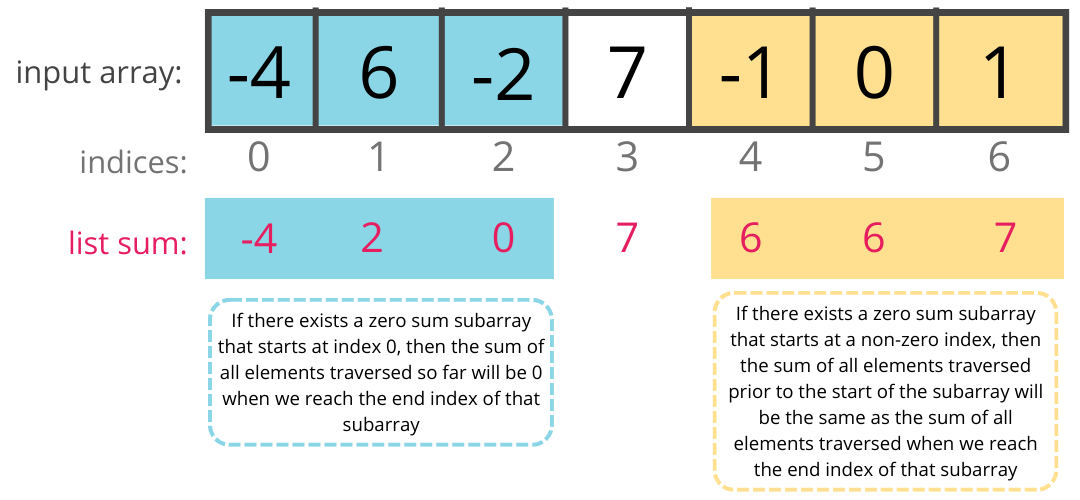 input array: -4 6 -2 7 -1 0 1
indices: 0 1 2 3 4 5 6
list sum: -4 2 0 7 6 6 7
If there exists a zero sum subarray
that starts at index 0, then the sum of
all elements traversed so far will be 0
when we reach the end index of that
subarray
If there exists a zero sum subarray
that starts at a non-zero index, then
the sum of all elements traversed
prior to the start of the subarray will
be the same as the sum of all
elements traversed when we reach
the end index of that subarray